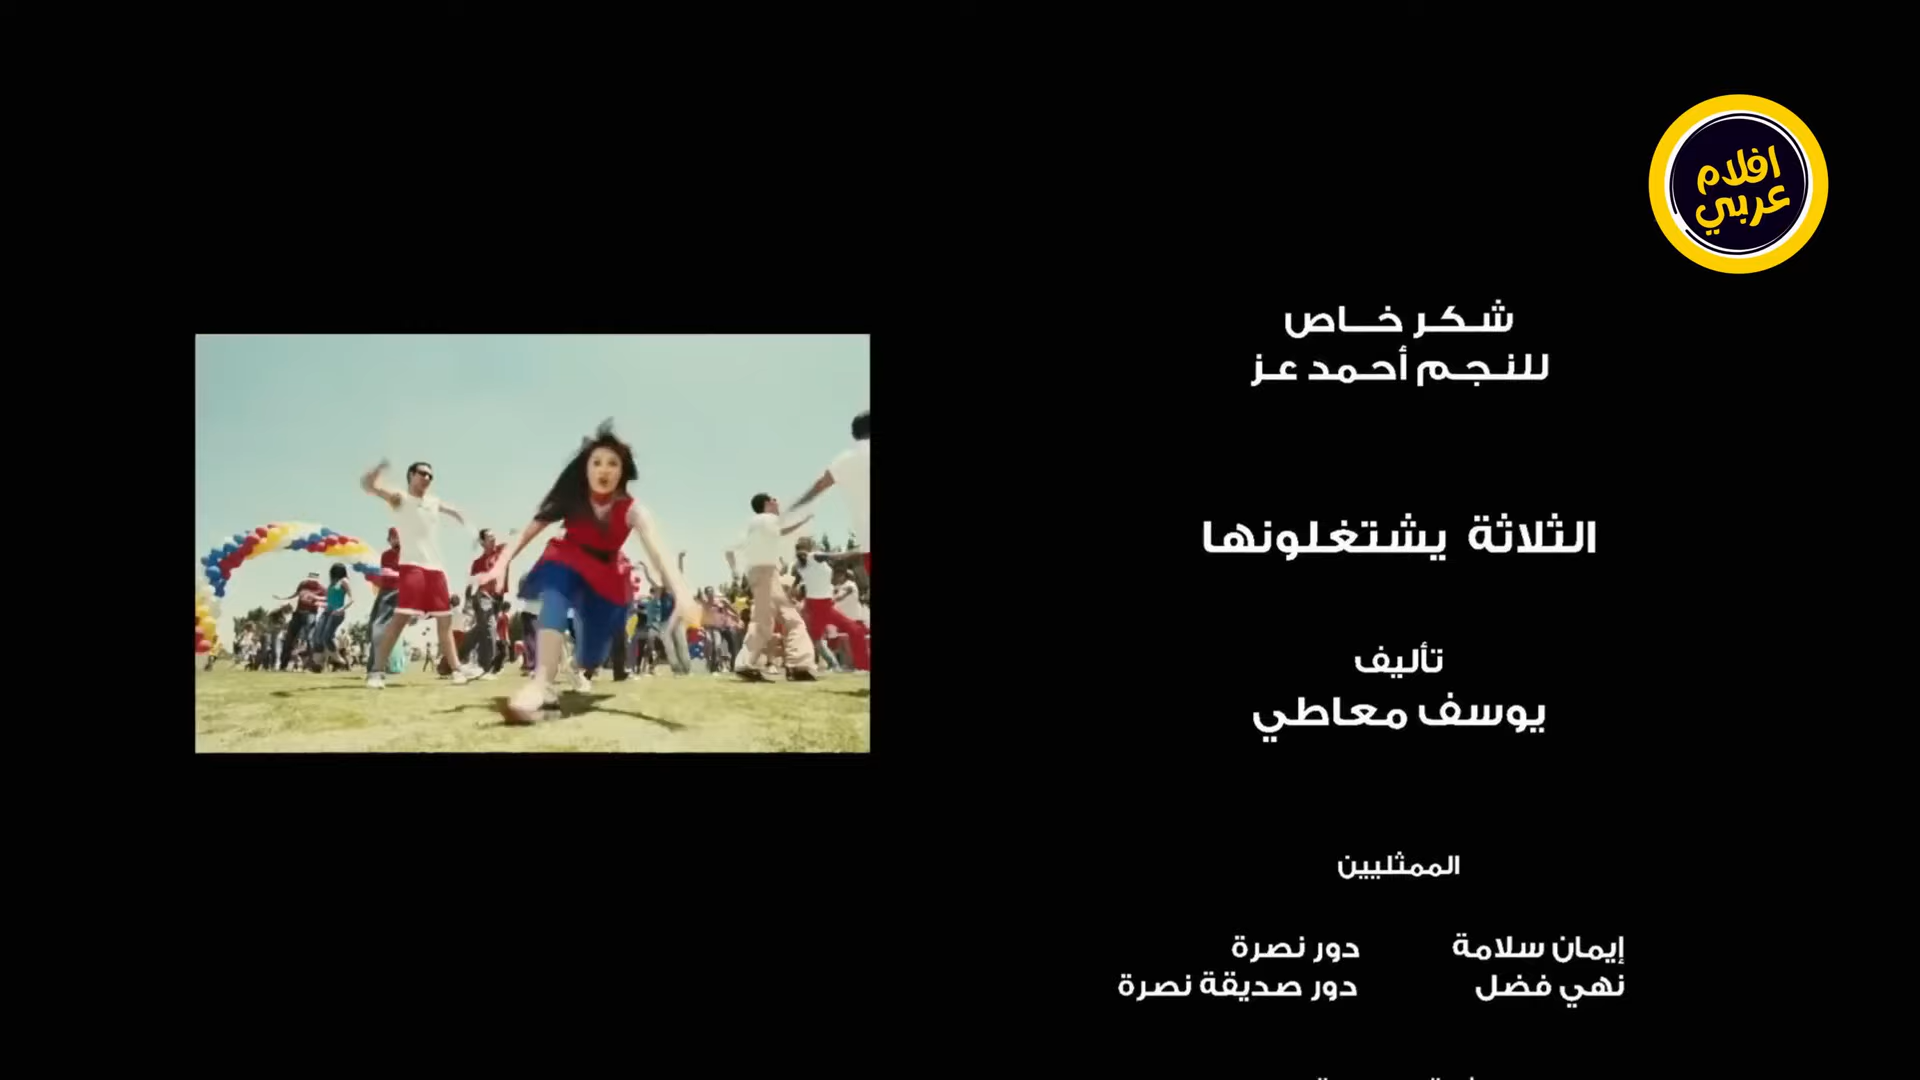 افلام
عربي
شكر خاص
للنجم أحمد عز
الثلاثة يشتغلونها
تأليف
يوسف معاطي
الممثليين
إيمان سلامة دور نصرة
نهي فضل دور صديقة نصرة